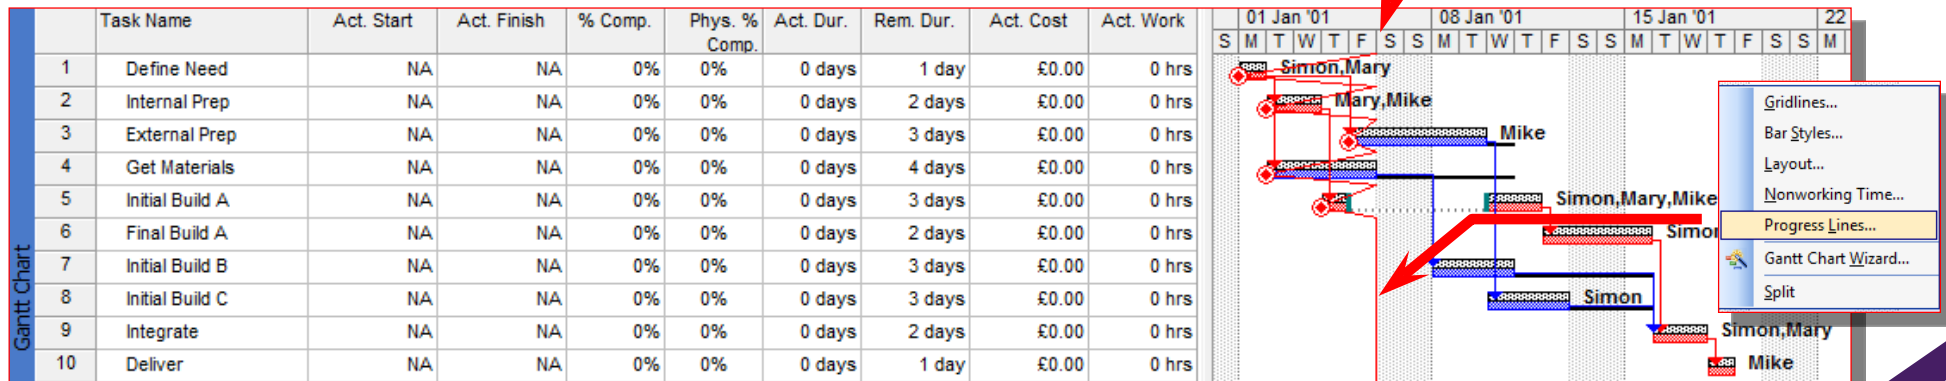 Task Name Act. Start Act. Finish % Comp. Phys. % Comp. Act. Dur. Rem. Dur. Act. Cost Act. Work
01 Jan '01 08 Jan '01 15 Jan '01 22
S M T W T F S S M T W T F S S M T W T F S S M
1 Define Need NA NA 0% 0% 0 days 1 day £0.00 0 hrs Simon,Mary
2 Internal Prep NA NA 0% 0% 0 days 2 days £0.00 0 hrs Mary,Mike
3 External Prep NA NA 0% 0% 0 days 3 days £0.00 0 hrs Mike
4 Get Materials NA NA 0% 0% 0 days 4 days £0.00 0 hrs
5 Initial Build A NA NA 0% 0% 0 days 3 days £0.00 0 hrs Simon,Mary,Mike
6 Final Build A NA NA 0% 0% 0 days 2 days £0.00 0 hrs Simon
7 Initial Build B NA NA 0% 0% 0 days 3 days £0.00 0 hrs
8 Initial Build C NA NA 0% 0% 0 days 3 days £0.00 0 hrs Simon
9 Integrate NA NA 0% 0% 0 days 2 days £0.00 0 hrs Simon,Mary
10 Deliver NA NA 0% 0% 0 days 1 day £0.00 0 hrs Mike
Gantt Chart
Gridlines...
Bar Styles...
Layout...
Nonworking Time...
Progress Lines...
Gantt Chart Wizard...
Split